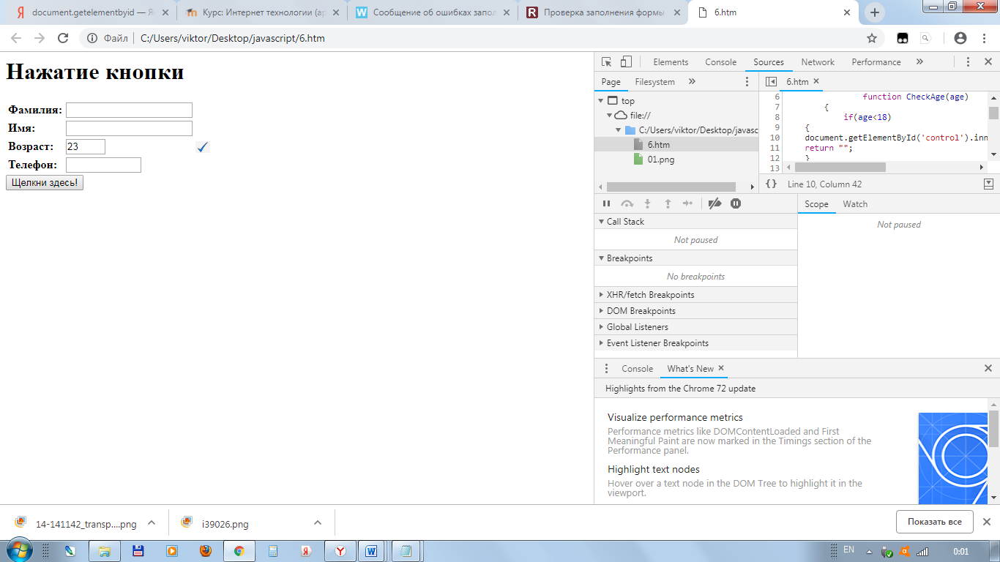 document.getelementbyid — Ян
Курс: Интернет технологии (ар
Сообщение об ошибках запол
Проверка заполнения формы
6.htm
Файл C:/Users/viktor/Desktop/javascript/6.htm
Нажатие кнопки
Фамилия:
Имя:
Возраст: 23
Телефон:
Щелкни здесь!
Elements Console Sources Network Performance »
Page Filesystem »
top
file://
C:/Users/viktor/Desktop/javasc
6.htm
01.png
6.htm
6 function CheckAge(age)
7 {
8 if(age<18)
9 {
10 document.getElementById('control').inn
11 return "";
12 }
13
{} Line 10, Column 42
Call Stack
Not paused
Breakpoints
No breakpoints
XHR/fetch Breakpoints
DOM Breakpoints
Global Listeners
Event Listener Breakpoints
Scope Watch
Not paused
Console What's New
Highlights from the Chrome 72 update
Visualize performance metrics
Performance metrics like DOMContentLoaded and First
Meaningful Paint are now marked in the Timings section of the
Performance panel.
Highlight text nodes
Hover over a text node in the DOM Tree to highlight it in the
viewport.
14-141142_transp....png
i39026.png
Показать все
EN 0:01